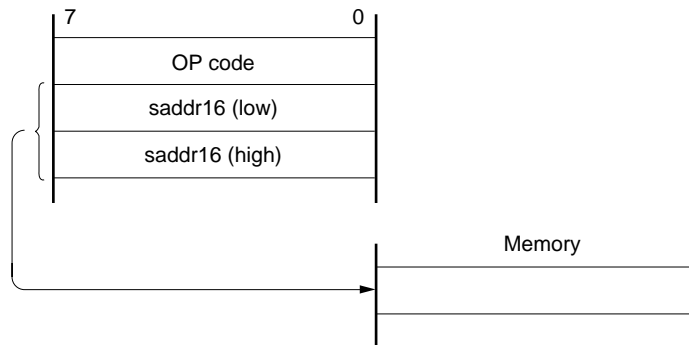 7 0
OP code
saddr16 (low)
saddr16 (high)
Memory